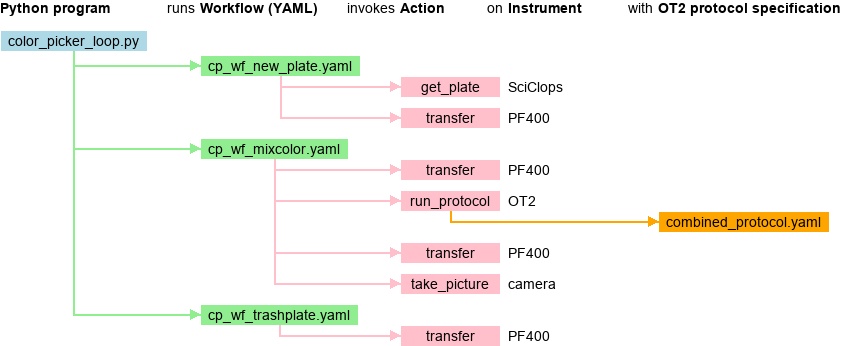 Python program runs Workflow (YAML) invokes Action on Instrument with OT2 protocol specification
color_picker_loop.py
cp_wf_new_plate.yaml
get_plate SciClops
transfer PF400
cp_wf_mixcolor.yaml
transfer PF400
run_protocol OT2
combined_protocol.yaml
transfer PF400
take_picture camera
cp_wf_trashplate.yaml
transfer PF400